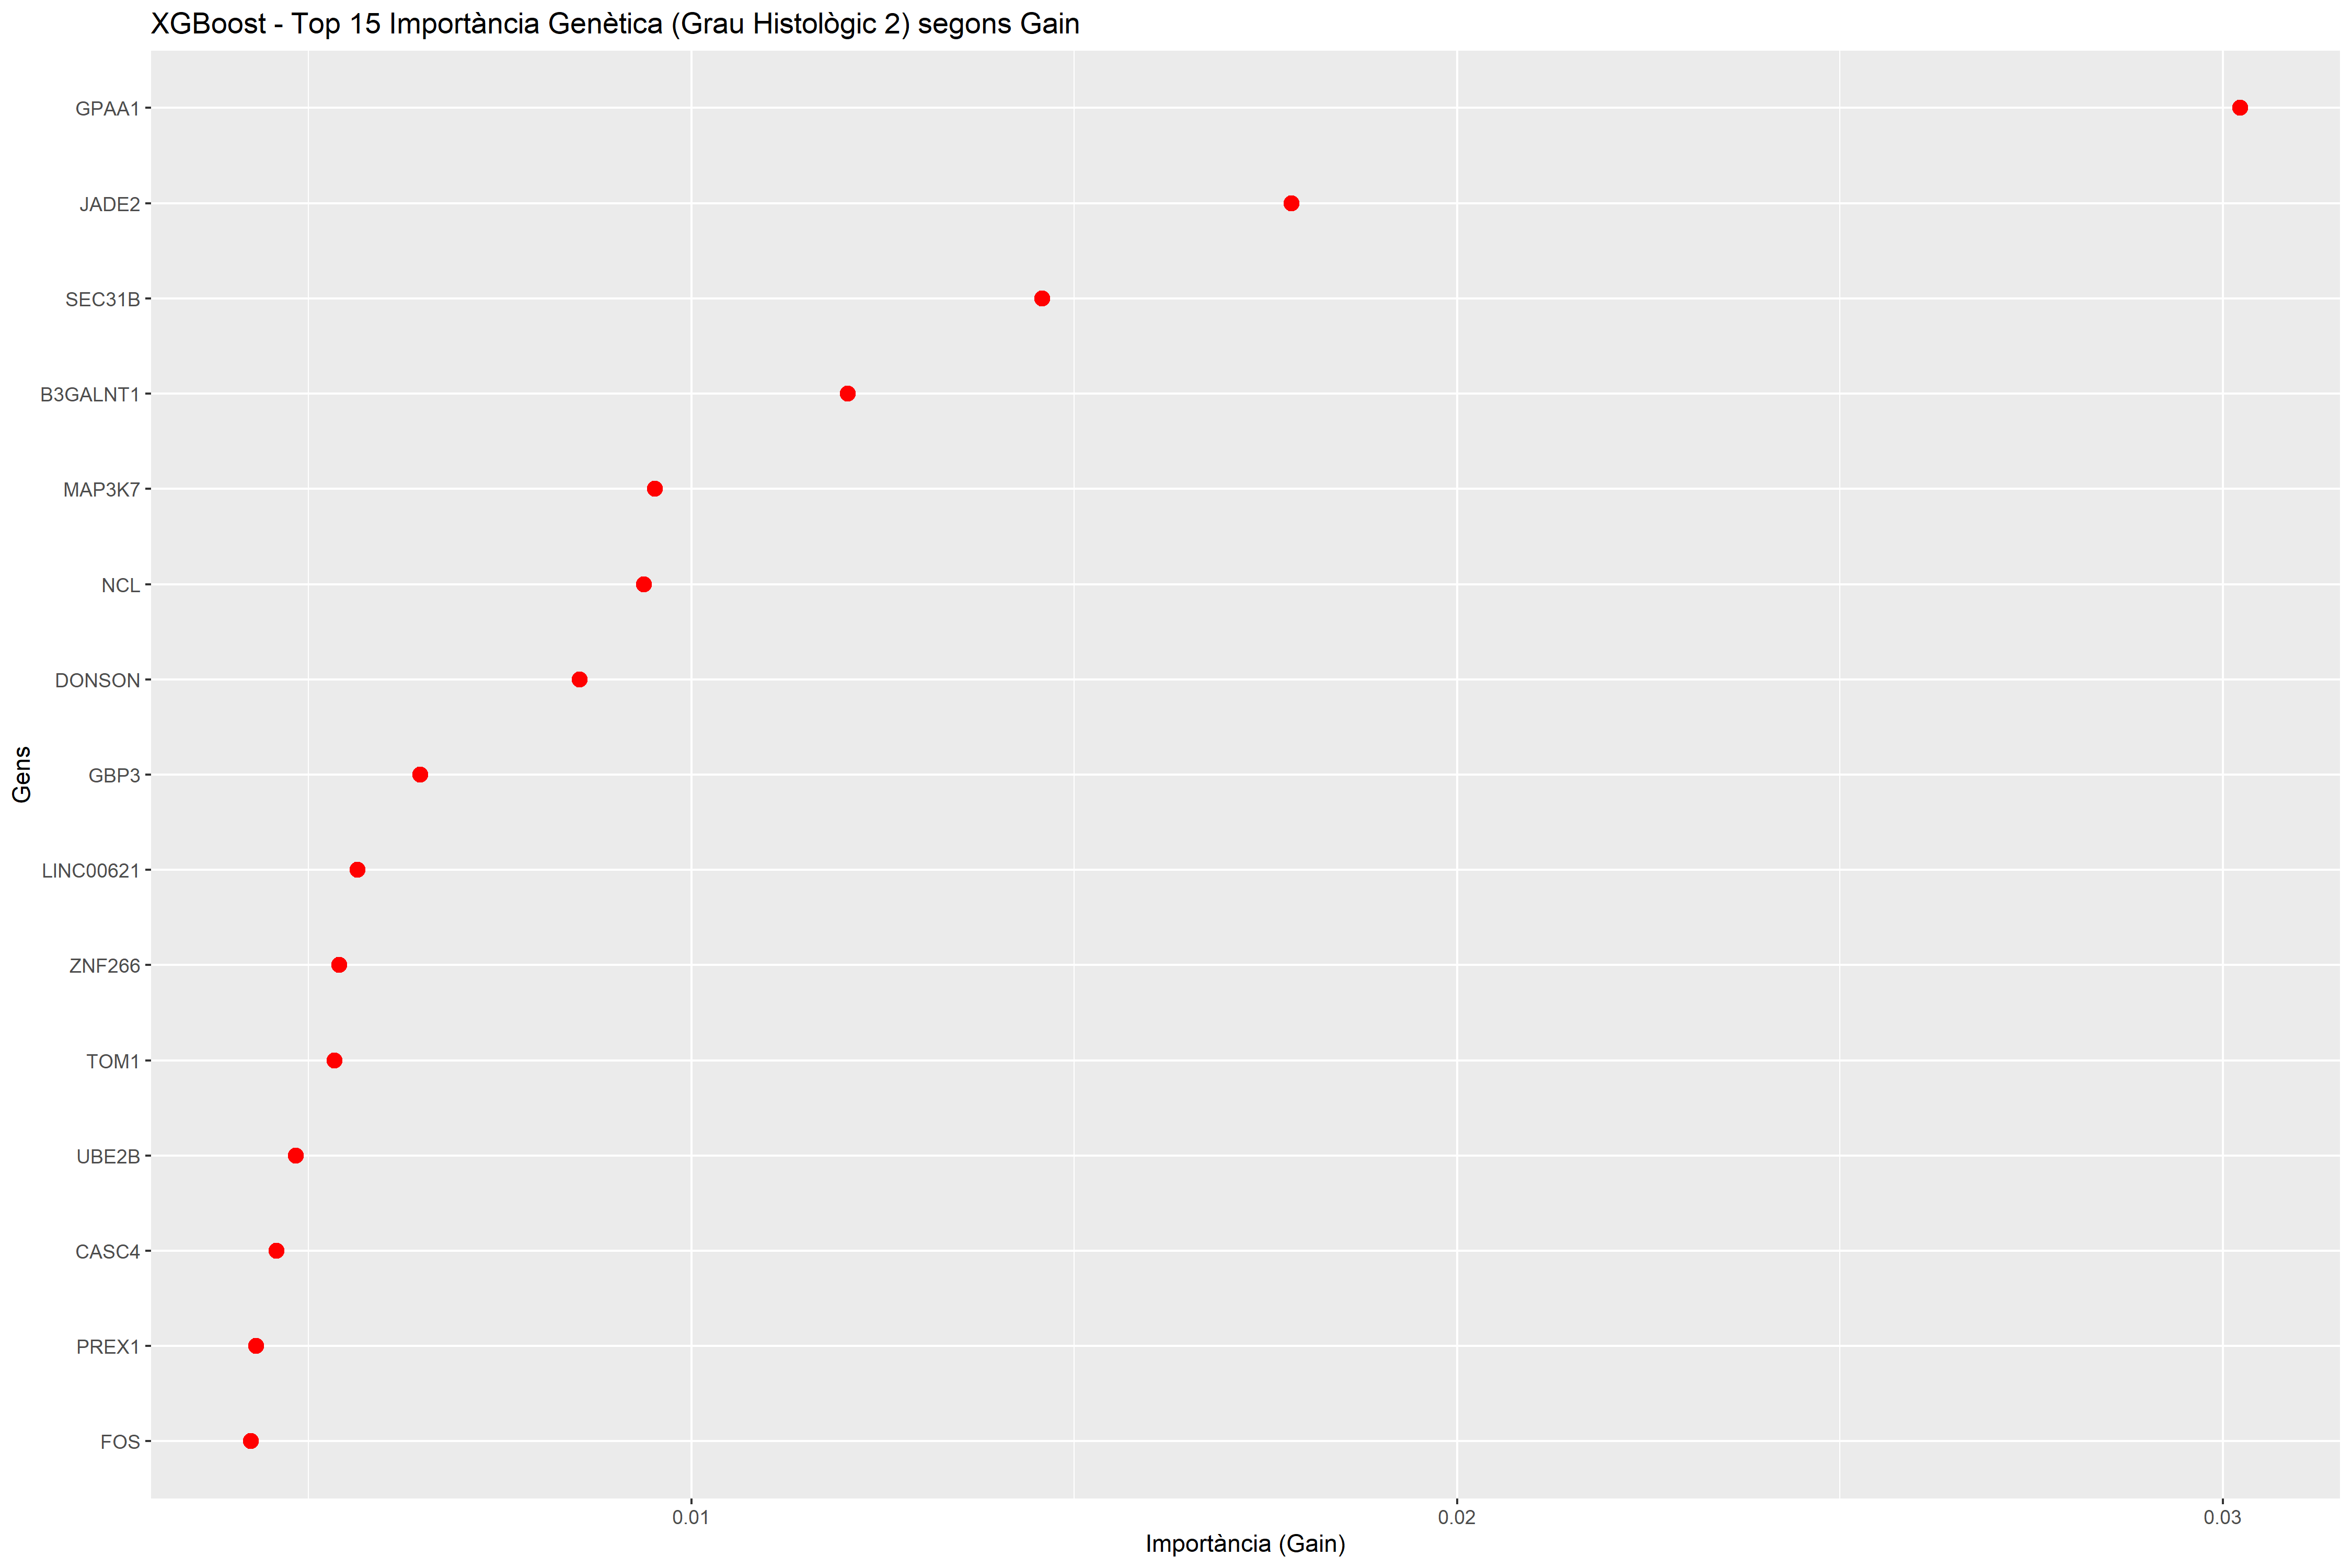 XGBoost - Top 15 Importància Genètica (Grau Histològic 2) segons Gain
GPAA1
JADE2
SEC31B
B3GALNT1
MAP3K7
NCL
DONSON
GBP3
LINC00621
ZNF266
TOM1
UBE2B
CASC4
PREX1
FOS
Gens
0.01 0.02 0.03
Importància (Gain)